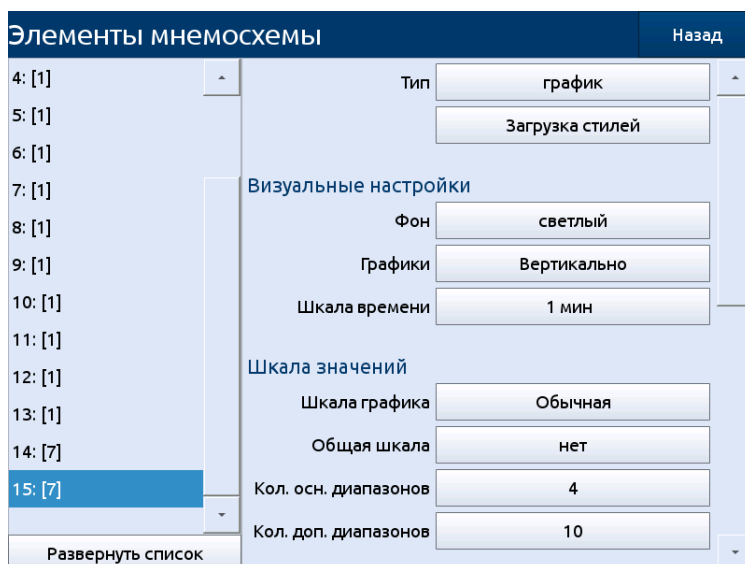 Элементы мнемосхемы
Назад
4: [1]
5: [1]
6: [1]
7: [1]
8: [1]
9: [1]
10: [1]
11: [1]
12: [1]
13: [1]
14: [7]
15: [7]
Развернуть список
Тип график
Загрузка стилей
Визуальные настройки
Фон светлый
Графики Вертикально
Шкала времени 1 мин
Шкала значений
Шкала графика Обычная
Общая шкала нет
Кол. осн. диапазонов 4
Кол. доп. диапазонов 10